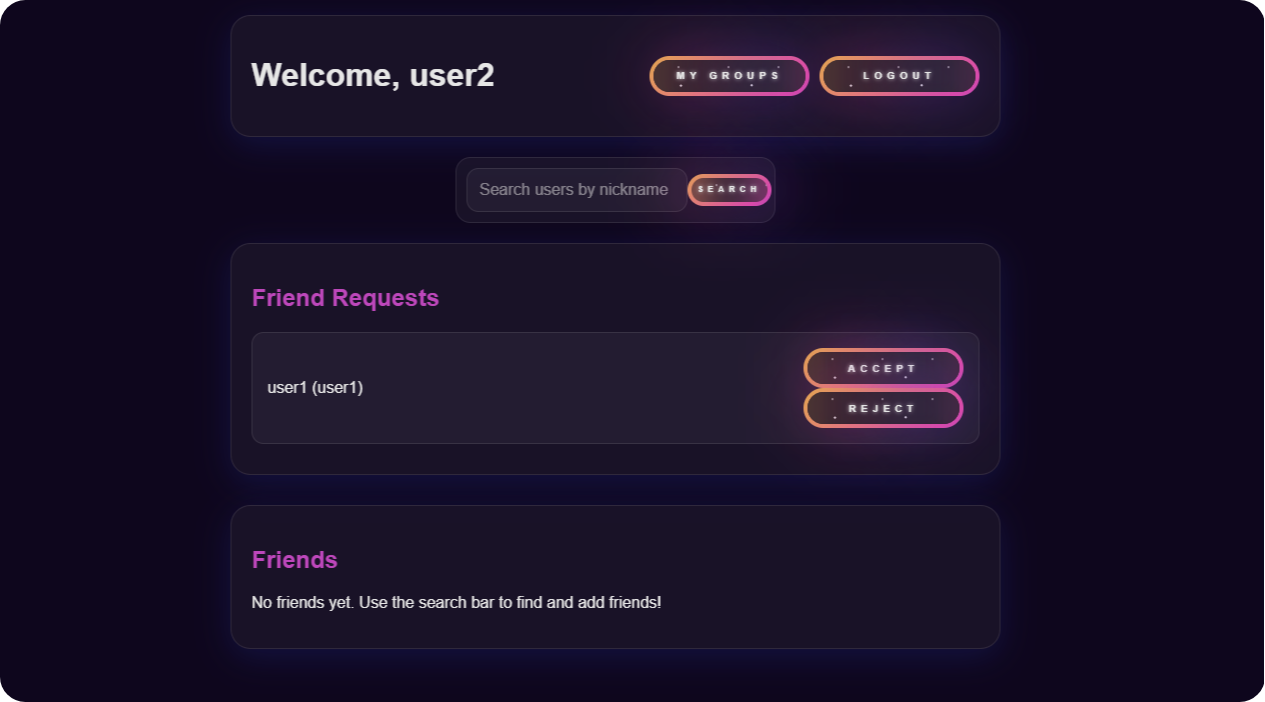 Welcome, user2
MY GROUPS
LOGOUT
Search users by nickname
SEARCH
Friend Requests
user1 (user1)
ACCEPT
REJECT
Friends
No friends yet. Use the search bar to find and add friends!